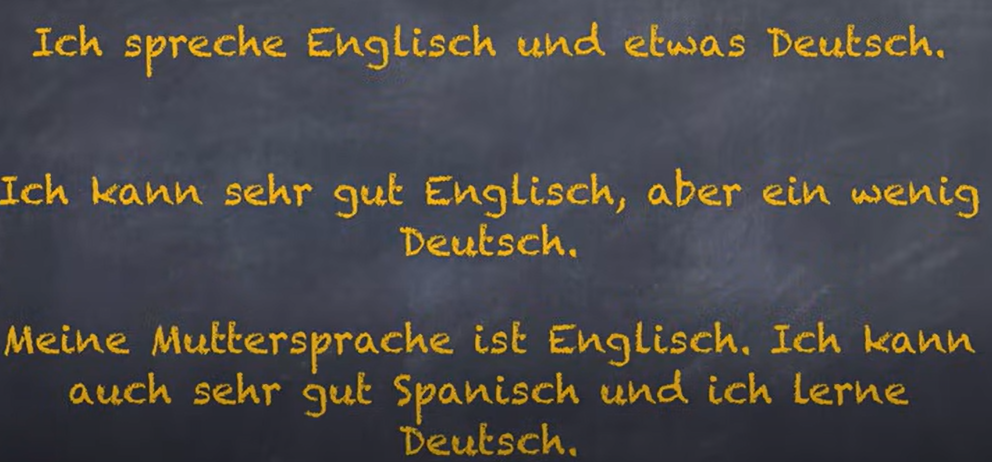 Ich spreche Englisch und etwas Deutsch.
Ich kann sehr gut Englisch, aber ein wenig
Deutsch.
Meine Muttersprache ist Englisch. Ich kann
auch sehr gut Spanisch und ich lerne
Deutsch.